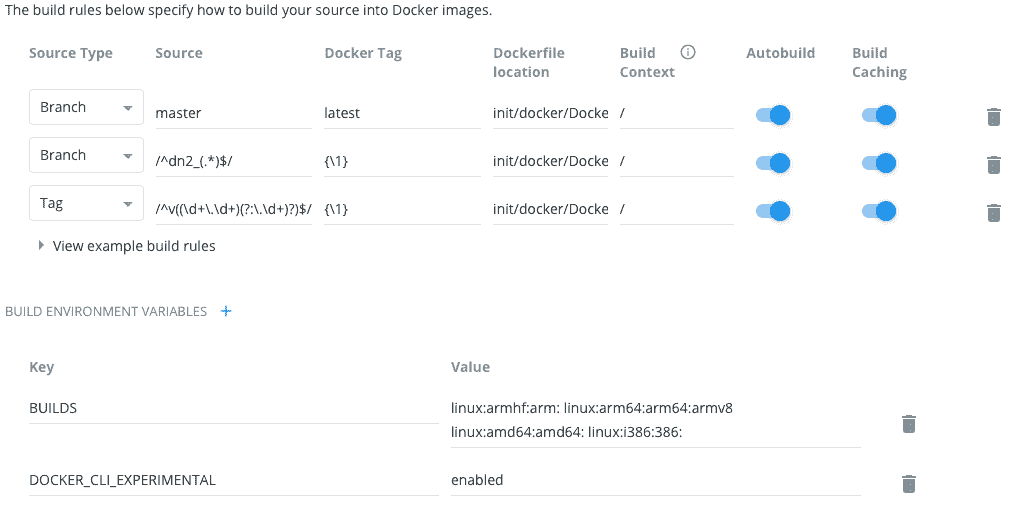 The build rules below specify how to build your source into Docker images.
Source Type Source Docker Tag Dockerfile location Build Context Autobuild Build Caching
Branch master latest init/docker/Docke /
Branch /^dn2_(.*)$/ {\1} init/docker/Docke /
Tag /^v((\d+\.\d+)(?:\.\d+)?)$/ {\1} init/docker/Docke /
View example build rules
BUILD ENVIRONMENT VARIABLES +
Key Value
BUILDS linux:armhf:arm: linux:arm64:arm64:armv8
linux:amd64:amd64: linux:i386:386:
DOCKER_CLI_EXPERIMENTAL enabled